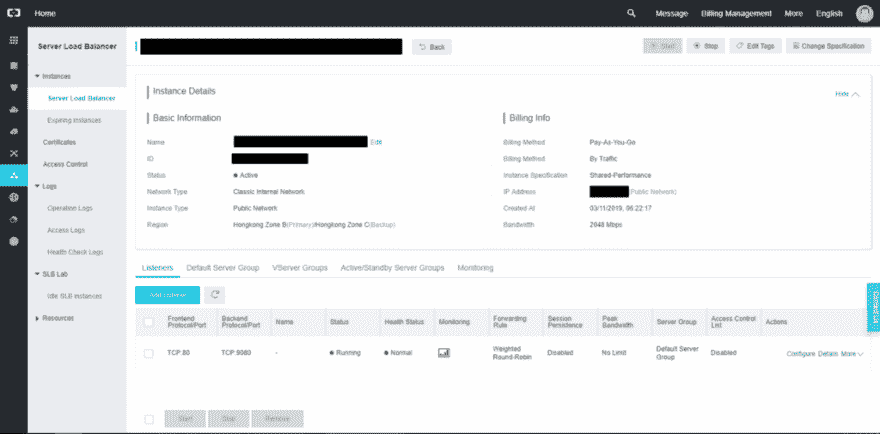 Home
Message
Billing Management
More
English
Server Load Balancer
Back
Start
Stop
Edit Tags
Change Specification
Instances
Server Load Balancer
Expiring Instances
Certificates
Access Control
Logs
Operation Logs
Access Logs
Health Check Logs
SLB Lab
Idle SLB Instances
Resources
Instance Details
Hide
Basic Information
Name
Edit
ID
Status
Active
Network Type
Classic Internal Network
Instance Type
Public Network
Region
Hongkong Zone B(Primary)/Hongkong Zone C(Backup)
Billing Info
Billing Method
Pay-As-You-Go
Billing Method
By Traffic
Instance Specification
Shared-Performance
IP Address
(Public Network)
Created At
03/11/2019, 06:22:17
Bandwidth
2048 Mbps
Listeners
Default Server Group
VServer Groups
Active/Standby Server Groups
Monitoring
Add Listener
Frontend Protocol/Port
Backend Protocol/Port
Name
Status
Health Status
Monitoring
Forwarding Rule
Session Persistence
Peak Bandwidth
Server Group
Access Control List
Actions
TCP:80
TCP:9080
-
Running
Normal
Weighted Round-Robin
Disabled
No Limit
Default Server Group
Disabled
Configure Details More
Start
Stop
Remove
Contact Us